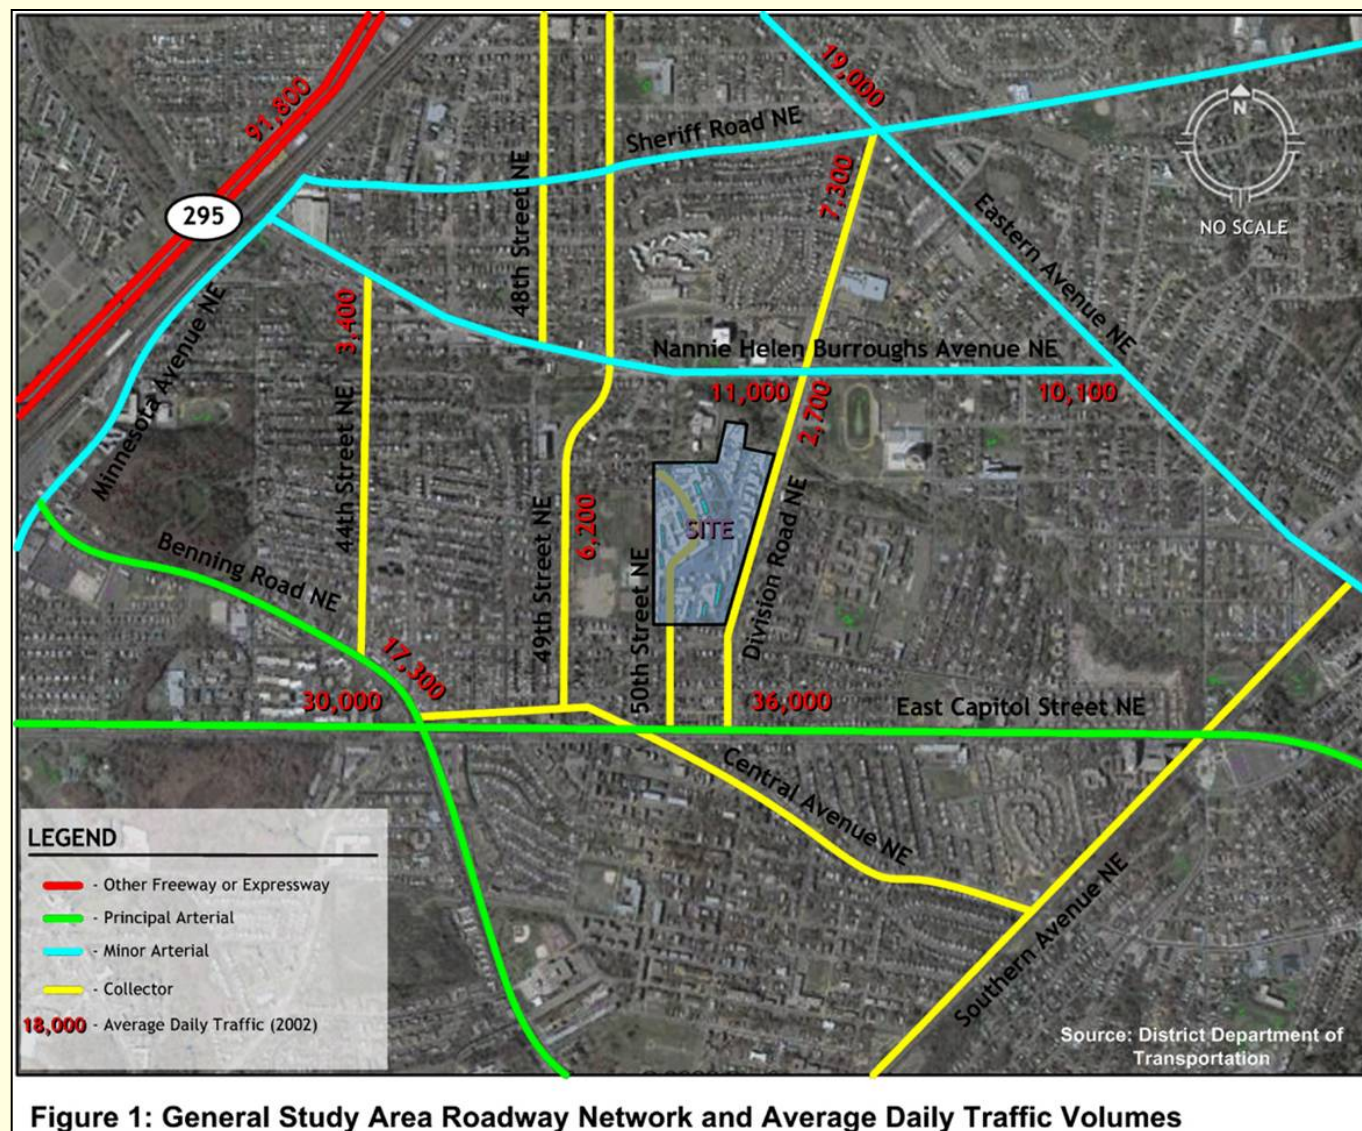 19,000
91,800
Sheriff Road NE
N
NO SCALE
7,300
295
48th Street NE
Eastern Avenue NE
3,400
Minnesota Avenue NE
Nannie Helen Burroughs Avenue NE
11,000
10,100
2,700
44th Street NE
49th Street NE
6,200
SITE
50th Street NE
Division Road NE
Benning Road NE
17,300
30,000
36,000
East Capitol Street NE
Central Avenue NE
Southern Avenue NE
LEGEND
- Other Freeway or Expressway
- Principal Arterial
- Minor Arterial
- Collector
18,000 - Average Daily Traffic (2002)
Source: District Department of
Transportation
Figure 1: General Study Area Roadway Network and Average Daily Traffic Volumes